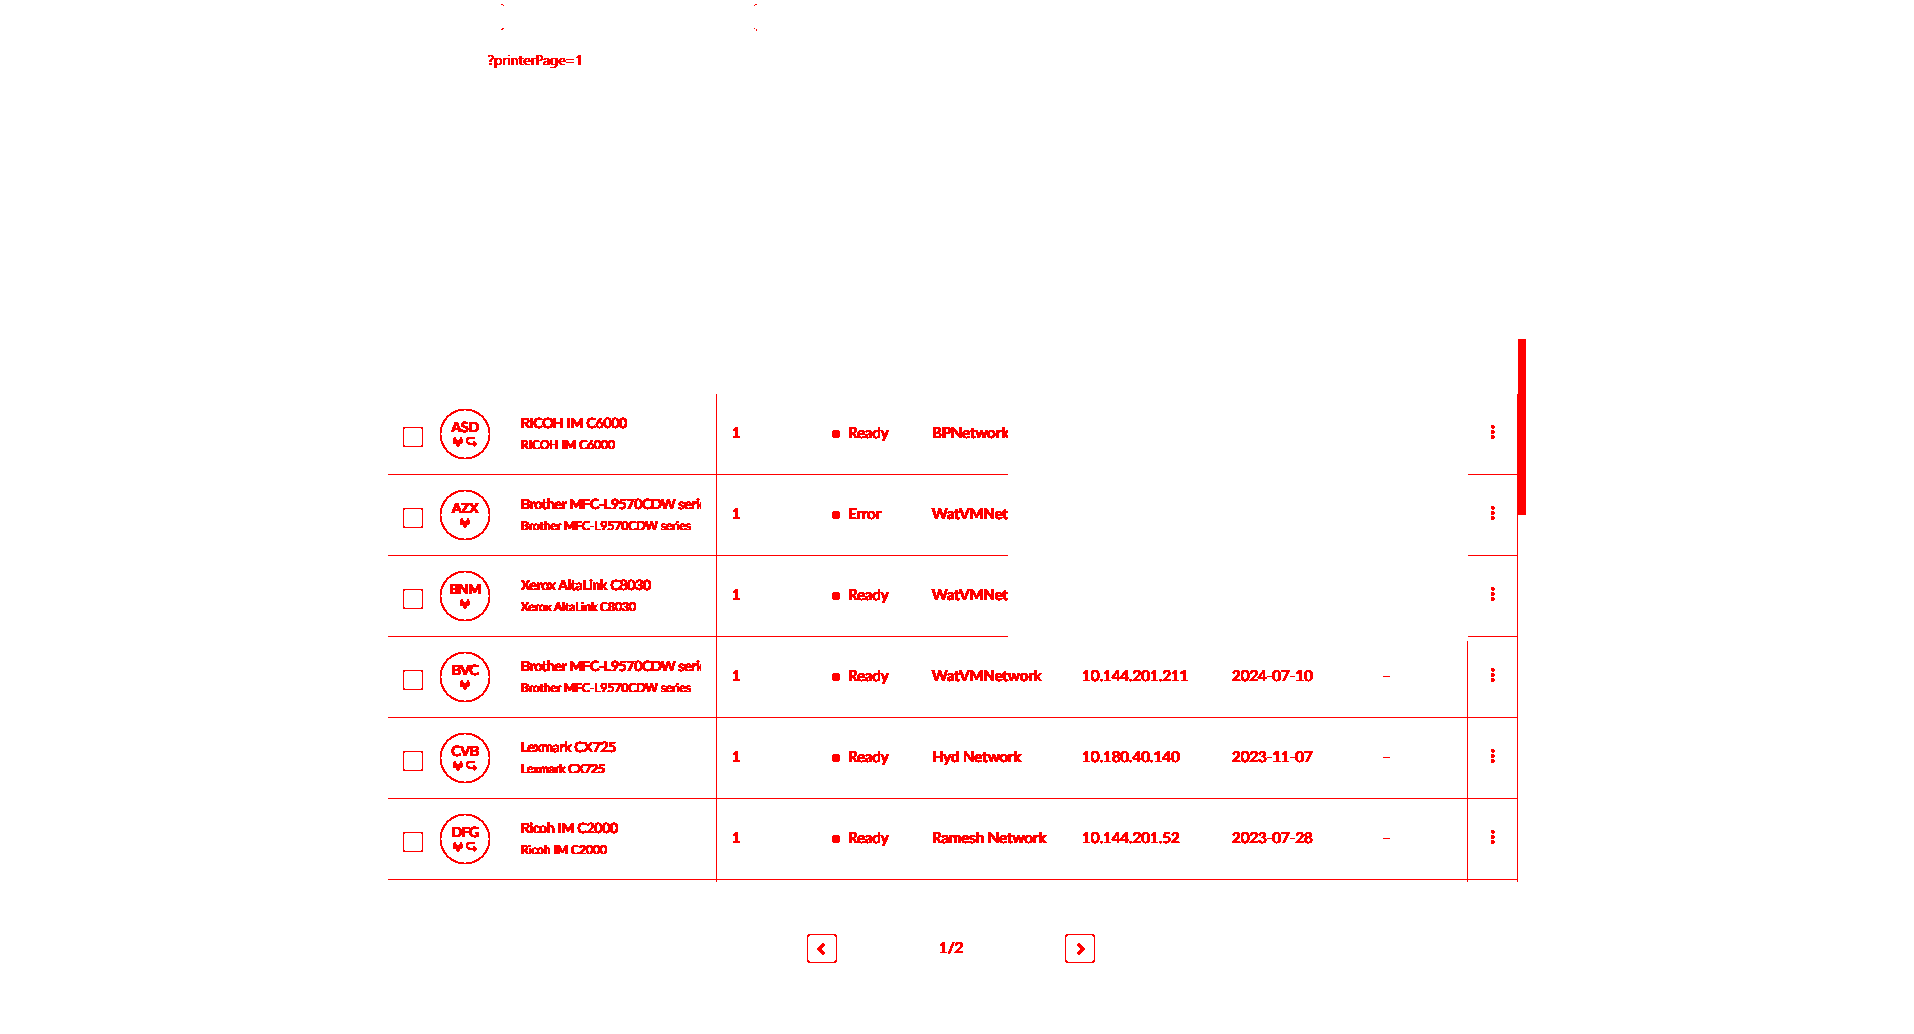 ?printerPage=1
ASD RICOH IM C6000 1 Ready BPNetwork
RICOH IM C6000
AZX Brother MFC-L9570CDW seri 1 Error WatVMNet
Brother MFC-L9570CDW series
BNM Xerox AltaLink C8030 1 Ready WatVMNet
Xerox AltaLink C8030
BVC Brother MFC-L9570CDW seri 1 Ready WatVMNetwork 10.144.201.211 2024-07-10 –
Brother MFC-L9570CDW series
CVB Lexmark CX725 1 Ready Hyd Network 10.180.40.140 2023-11-07 –
Lexmark CX725
DFG Ricoh IM C2000 1 Ready Ramesh Network 10.144.201.52 2023-07-28 –
Ricoh IM C2000
1/2